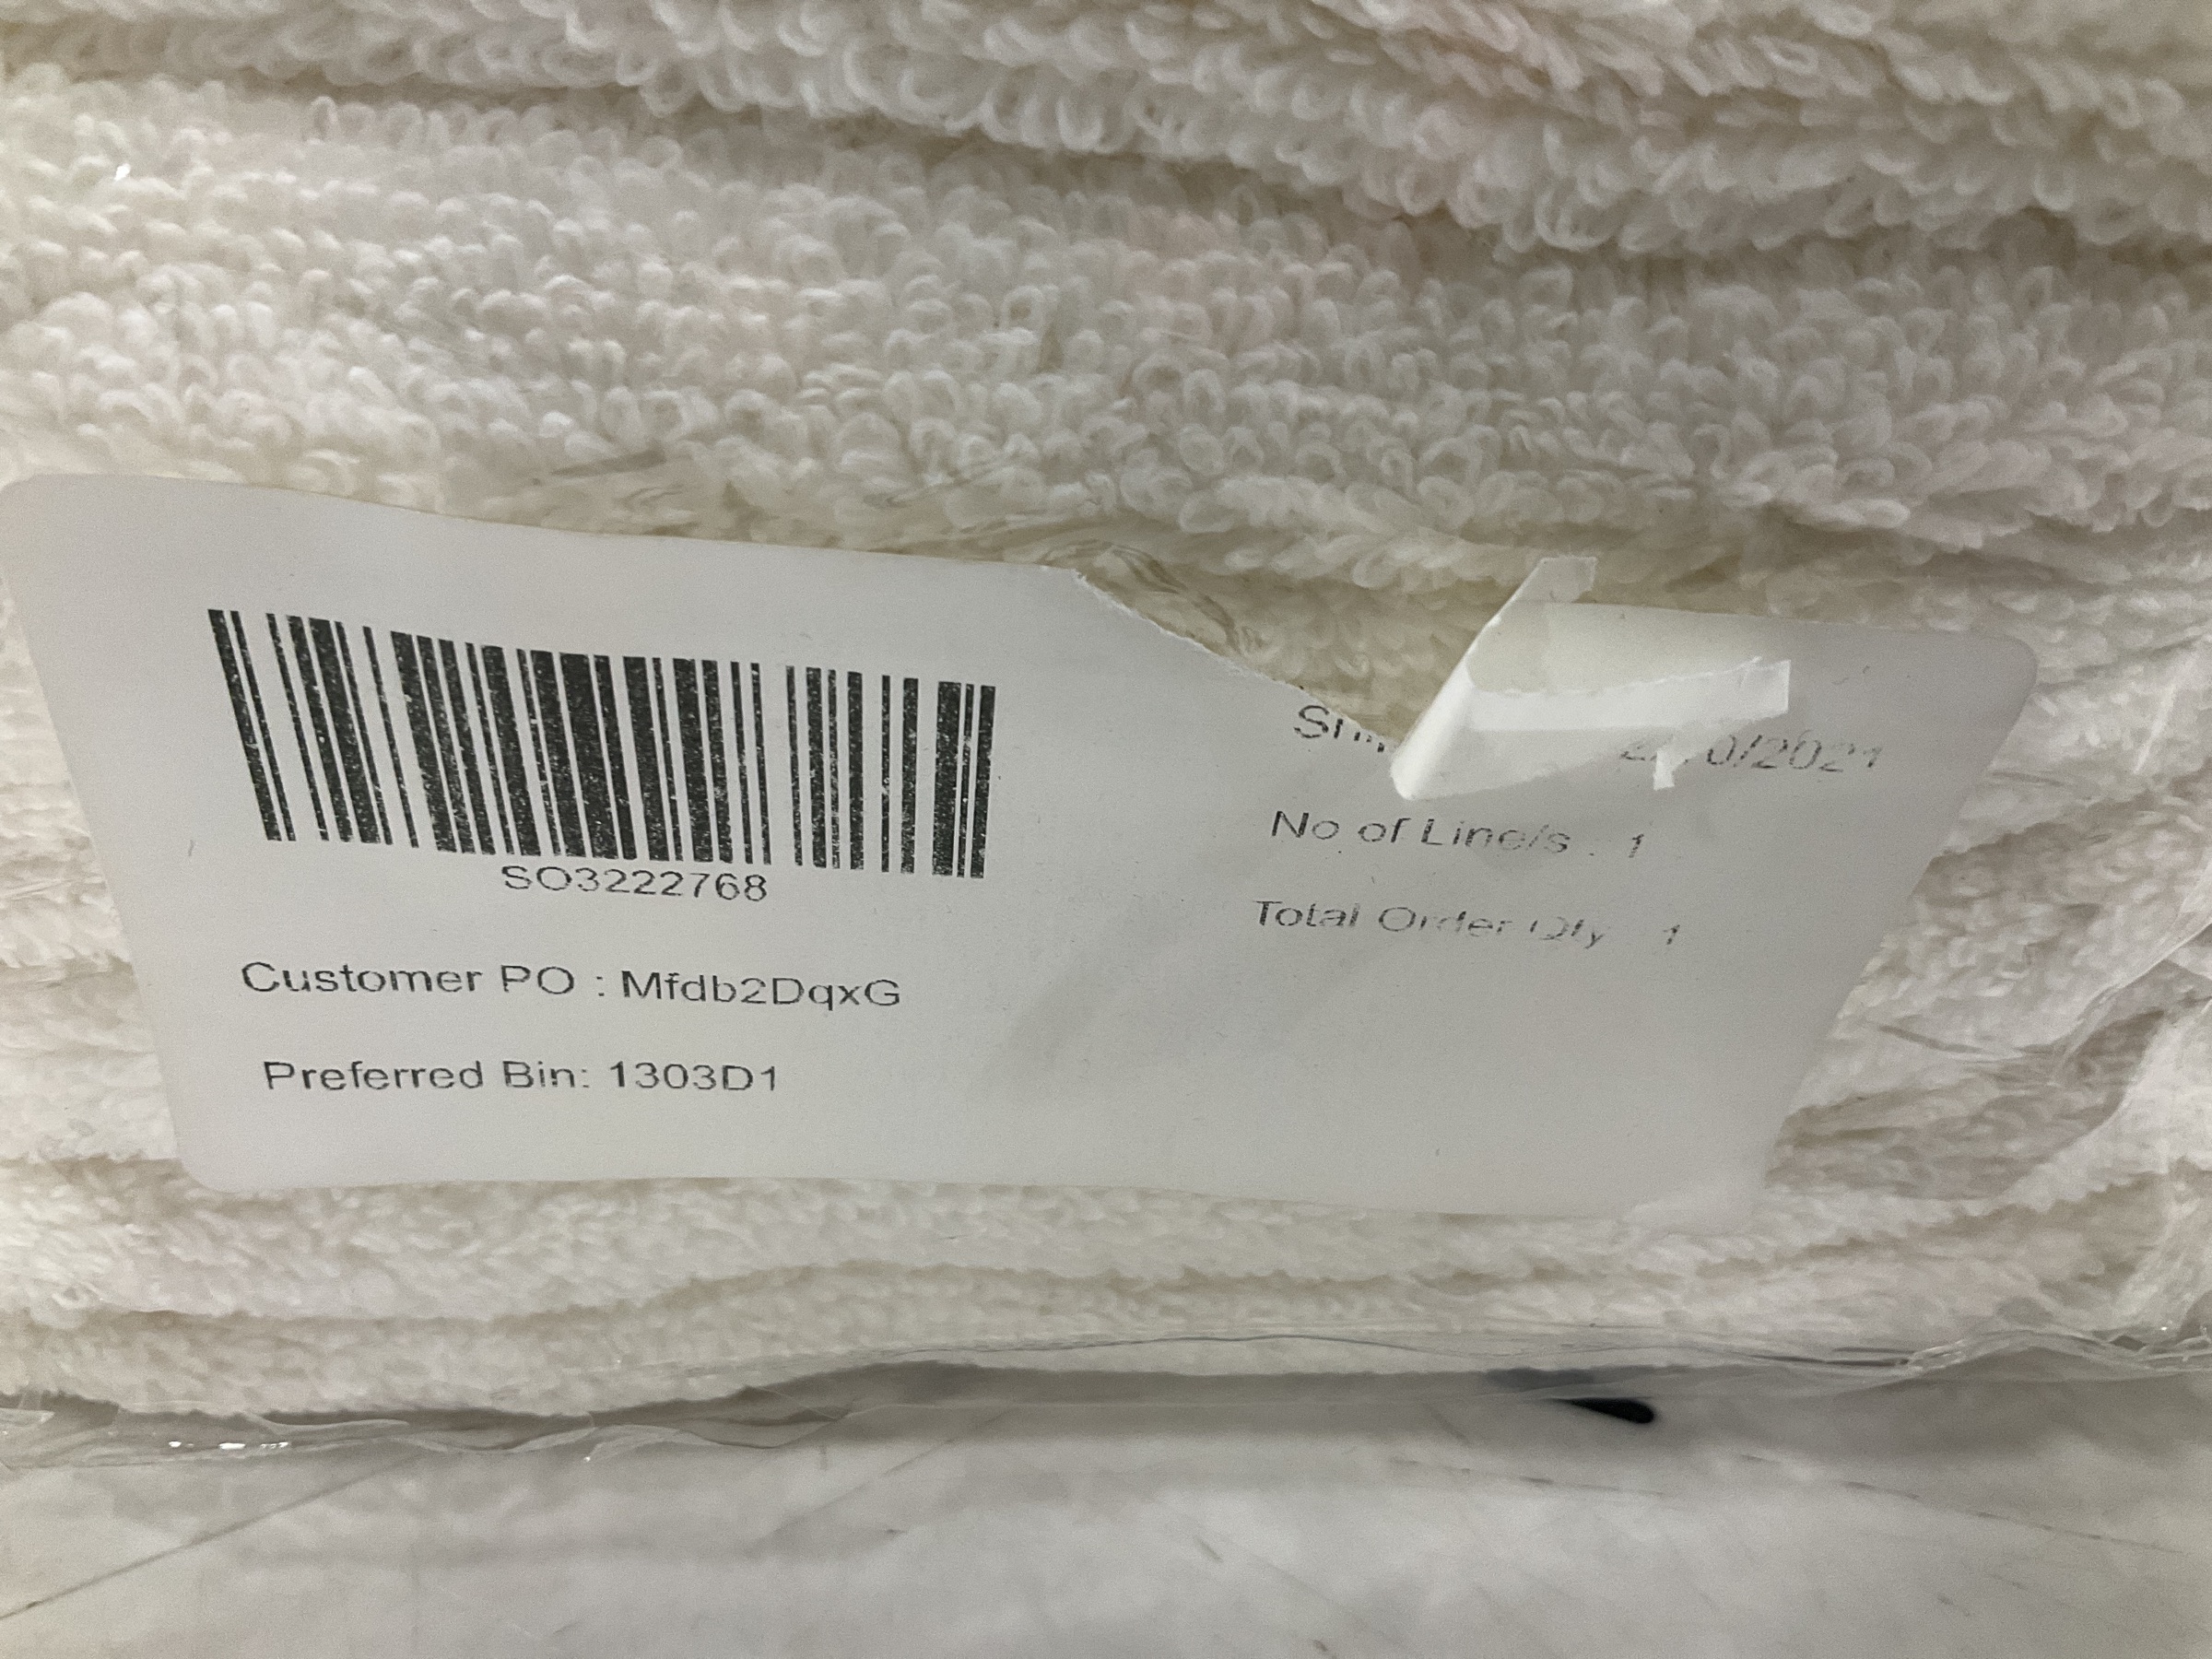 SO3222768
Customer PO : Mfdb2DqxG
Preferred Bin: 1303D1
No of Line/s : 1
Total Order Qty : 1